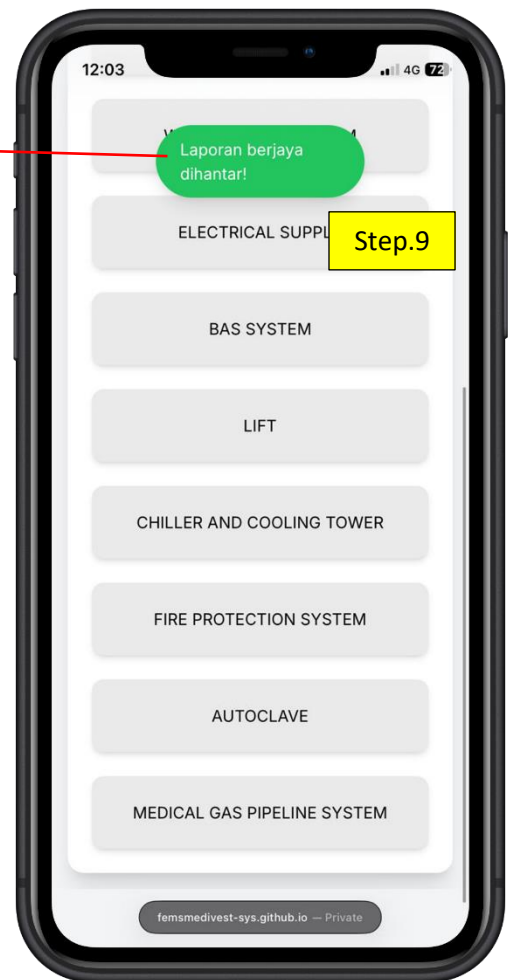 12:03
4G 72
Laporan berjaya
dihantar!
ELECTRICAL SUPPL
Step.9
BAS SYSTEM
LIFT
CHILLER AND COOLING TOWER
FIRE PROTECTION SYSTEM
AUTOCLAVE
MEDICAL GAS PIPELINE SYSTEM
femsmedivest-sys.github.io — Private